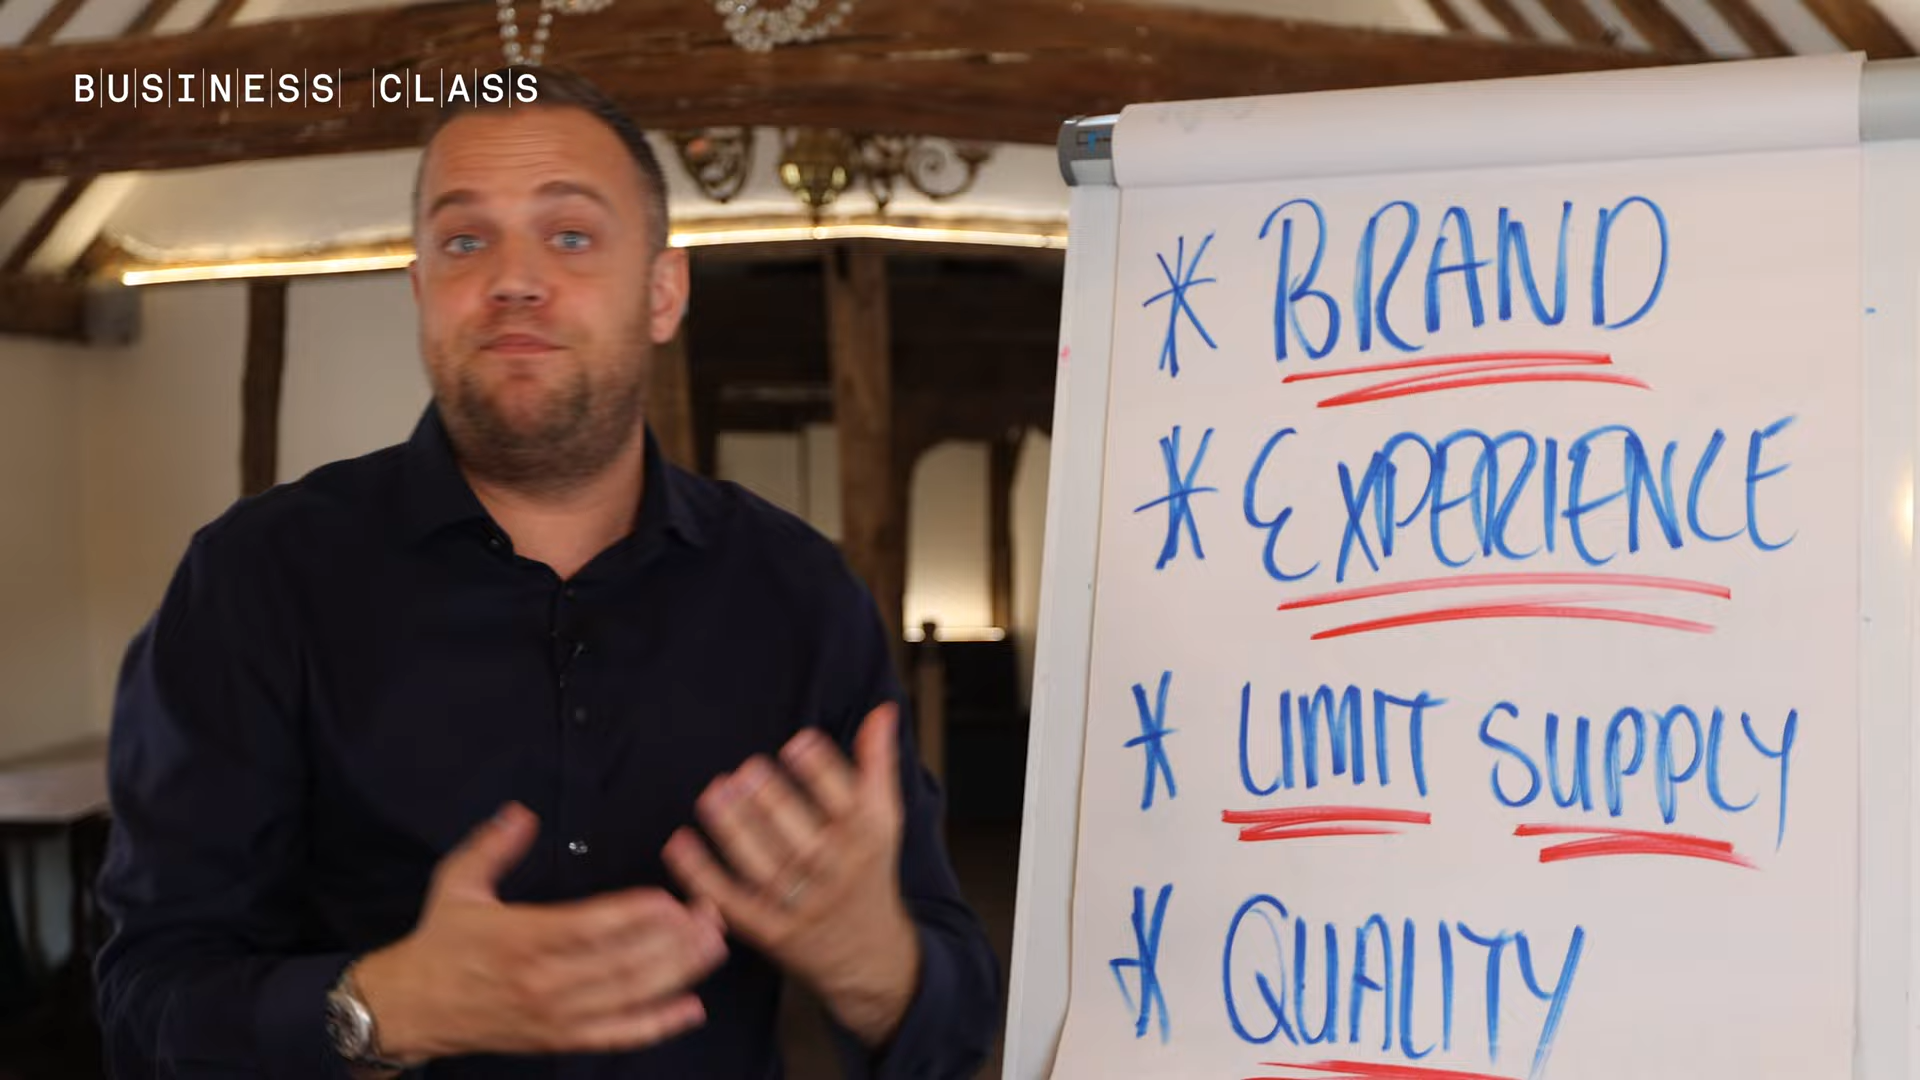 BUSINESS CLASS
* BRAND
* EXPERIENCE
* LIMIT SUPPLY
* QUALITY